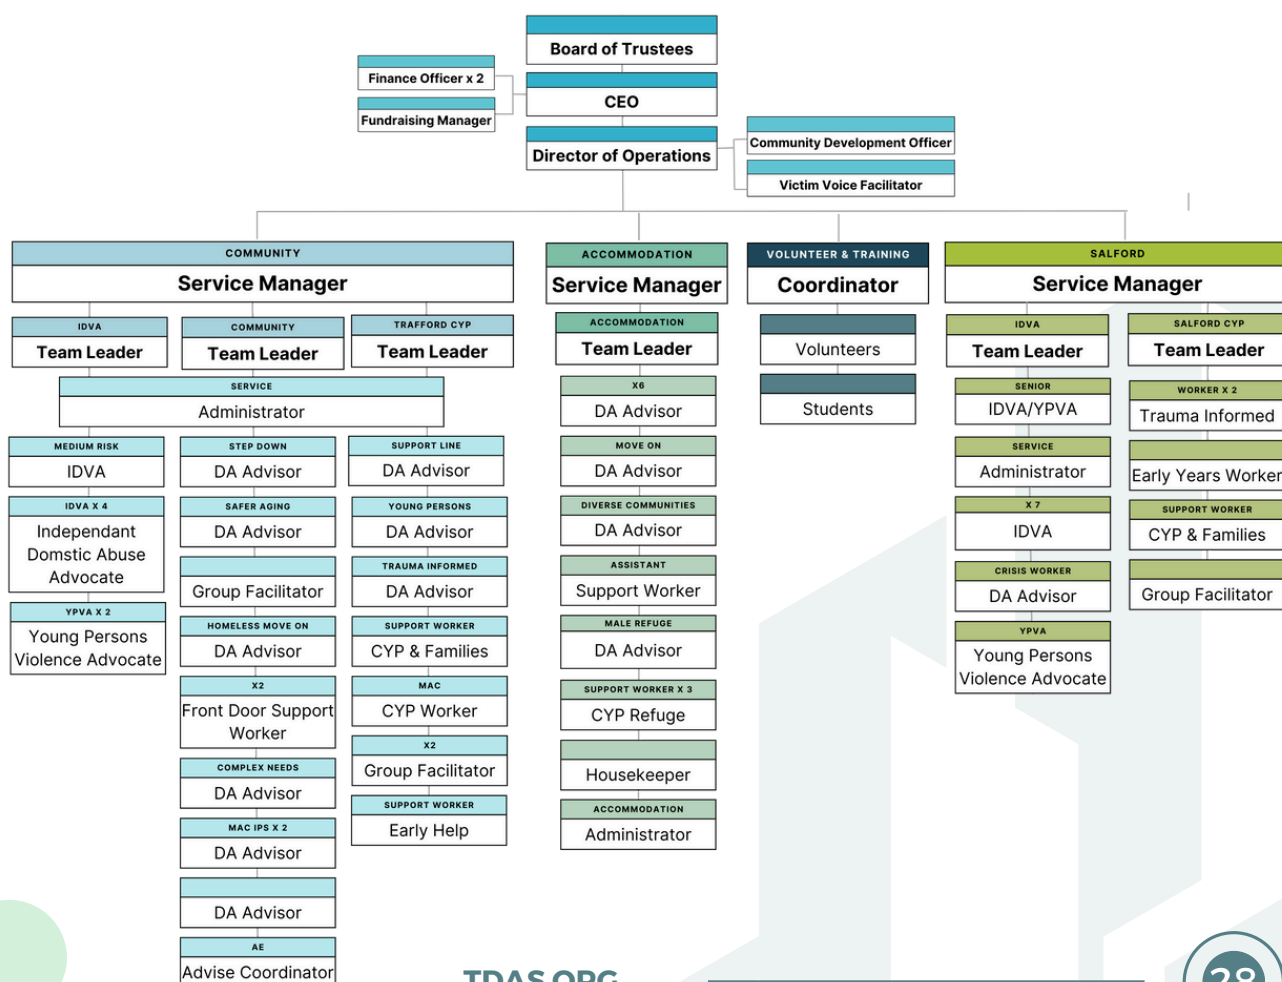 Board of Trustees
Finance Officer x 2
CEO
Fundraising Manager
Director of Operations
Community Development Officer
Victim Voice Facilitator
COMMUNITY
Service Manager
IDVA
Team Leader
COMMUNITY
Team Leader
TRAFFORD CYP
Team Leader
SERVICE
Administrator
MEDIUM RISK
IDVA
IDVA X 4
Independant
Domstic Abuse
Advocate
YPVA X 2
Young Persons
Violence Advocate
STEP DOWN
DA Advisor
SAFER AGING
DA Advisor
Group Facilitator
HOMELESS MOVE ON
DA Advisor
X2
Front Door Support
Worker
COMPLEX NEEDS
DA Advisor
MAC IPS X 2
DA Advisor
DA Advisor
AE
Advise Coordinator
SUPPORT LINE
DA Advisor
YOUNG PERSONS
DA Advisor
TRAUMA INFORMED
DA Advisor
SUPPORT WORKER
CYP & Families
MAC
CYP Worker
X2
Group Facilitator
SUPPORT WORKER
Early Help
ACCOMMODATION
Service Manager
ACCOMMODATION
Team Leader
X6
DA Advisor
MOVE ON
DA Advisor
DIVERSE COMMUNITIES
DA Advisor
ASSISTANT
Support Worker
MALE REFUGE
DA Advisor
SUPPORT WORKER X 3
CYP Refuge
Housekeeper
ACCOMMODATION
Administrator
VOLUNTEER & TRAINING
Coordinator
Volunteers
Students
SALFORD
Service Manager
IDVA
Team Leader
SENIOR
IDVA/YPVA
SERVICE
Administrator
X 7
IDVA
CRISIS WORKER
DA Advisor
YPVA
Young Persons
Violence Advocate
SALFORD CYP
Team Leader
WORKER X 2
Trauma Informed
Early Years Worker
SUPPORT WORKER
CYP & Families
Group Facilitator
TDAS.ORG
28